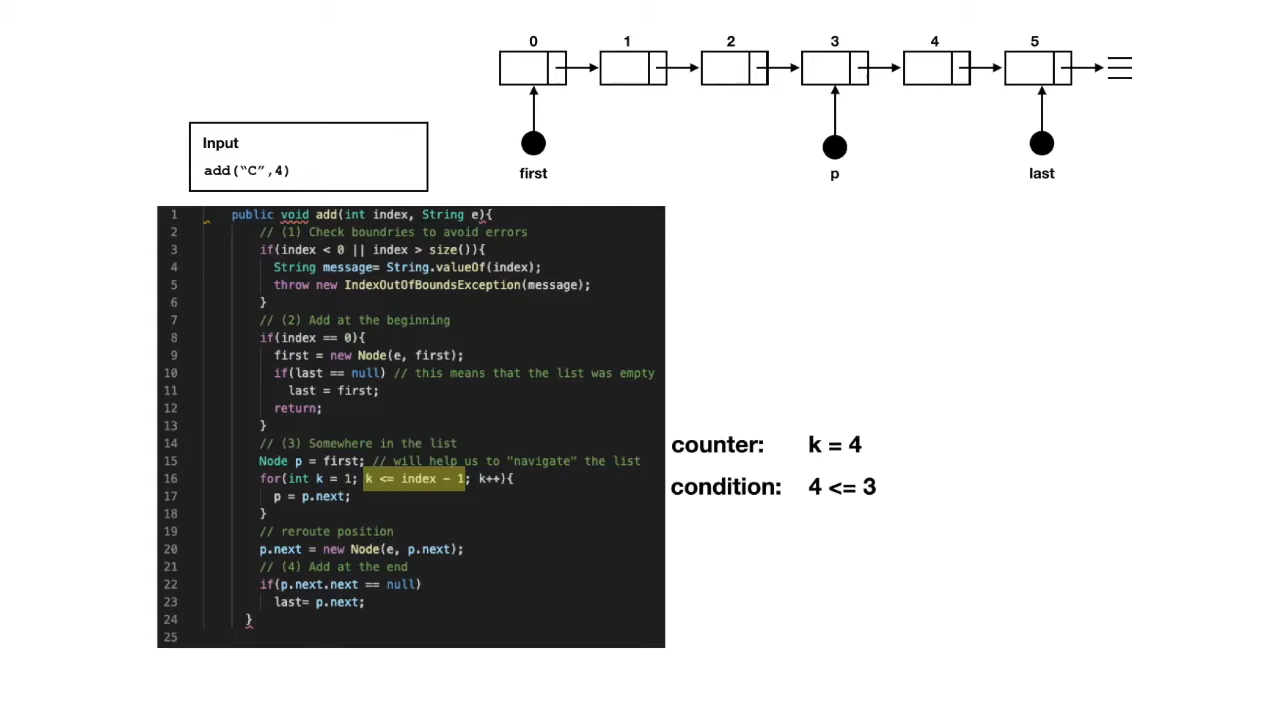 0 1 2 3 4 5
first p last
Input
add(“C”,4)
1 public void add(int index, String e){
2 // (1) Check boundries to avoid errors
3 if(index < 0 || index > size()){
4 String message= String.valueOf(index);
5 throw new IndexOutOfBoundsException(message);
6 }
7 // (2) Add at the beginning
8 if(index == 0){
9 first = new Node(e, first);
10 if(last == null) // this means that the list was empty
11 last = first;
12 return;
13 }
14 // (3) Somewhere in the list
15 Node p = first; // will help us to "navigate" the list
16 for(int k = 1; k <= index - 1; k++){
17 p = p.next;
18 }
19 // reroute position
20 p.next = new Node(e, p.next);
21 // (4) Add at the end
22 if(p.next.next == null)
23 last= p.next;
24 }
25
counter: k = 4
condition: 4 <= 3